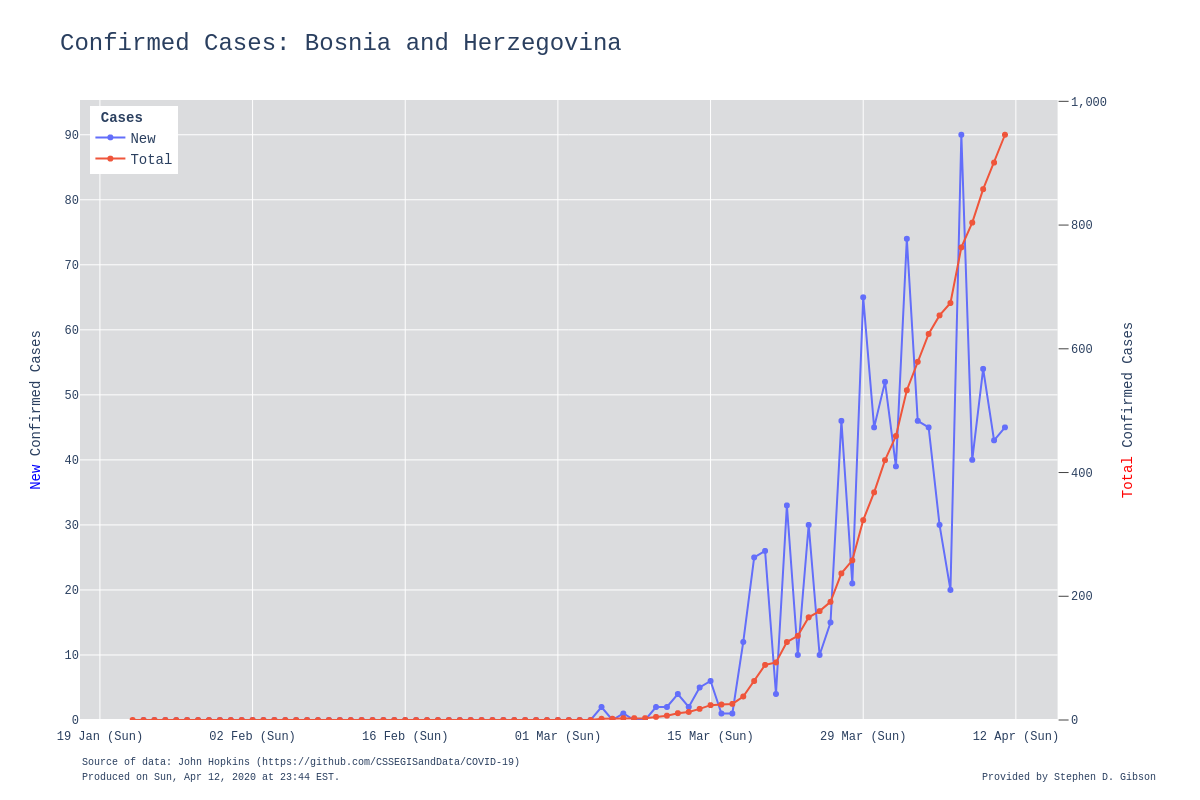 Confirmed Cases: Bosnia and Herzegovina
Cases
New
Total
90
80
70
60
50
40
30
20
10
0
New Confirmed Cases
1,000
800
600
400
200
0
Total Confirmed Cases
19 Jan (Sun)
02 Feb (Sun)
16 Feb (Sun)
01 Mar (Sun)
15 Mar (Sun)
29 Mar (Sun)
12 Apr (Sun)
Source of data: John Hopkins (https://github.com/CSSEGISandData/COVID-19)
Produced on Sun, Apr 12, 2020 at 23:44 EST.
Provided by Stephen D. Gibson